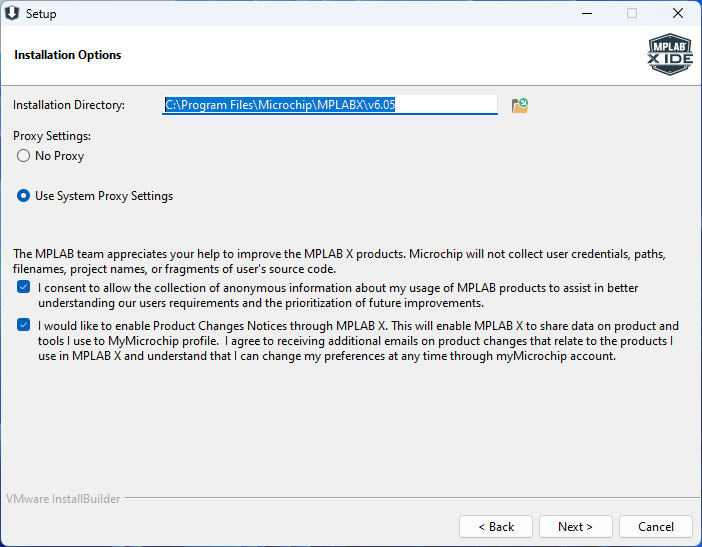 Setup
Installation Options
MPLAB®
X IDE
Installation Directory:
C:\Program Files\Microchip\MPLABX\v6.05
Proxy Settings:
No Proxy
Use System Proxy Settings
The MPLAB team appreciates your help to improve the MPLAB X products. Microchip will not collect user credentials, paths,
filenames, project names, or fragments of user's source code.
I consent to allow the collection of anonymous information about my usage of MPLAB products to assist in better
understanding our users requirements and the prioritization of future improvements.
I would like to enable Product Changes Notices through MPLAB X. This will enable MPLAB X to share data on product and
tools I use to MyMicrochip profile.  I agree to receiving additional emails on product changes that relate to the products I
use in MPLAB X and understand that I can change my preferences at any time through myMicrochip account.
VMware InstallBuilder
< Back
Next >
Cancel